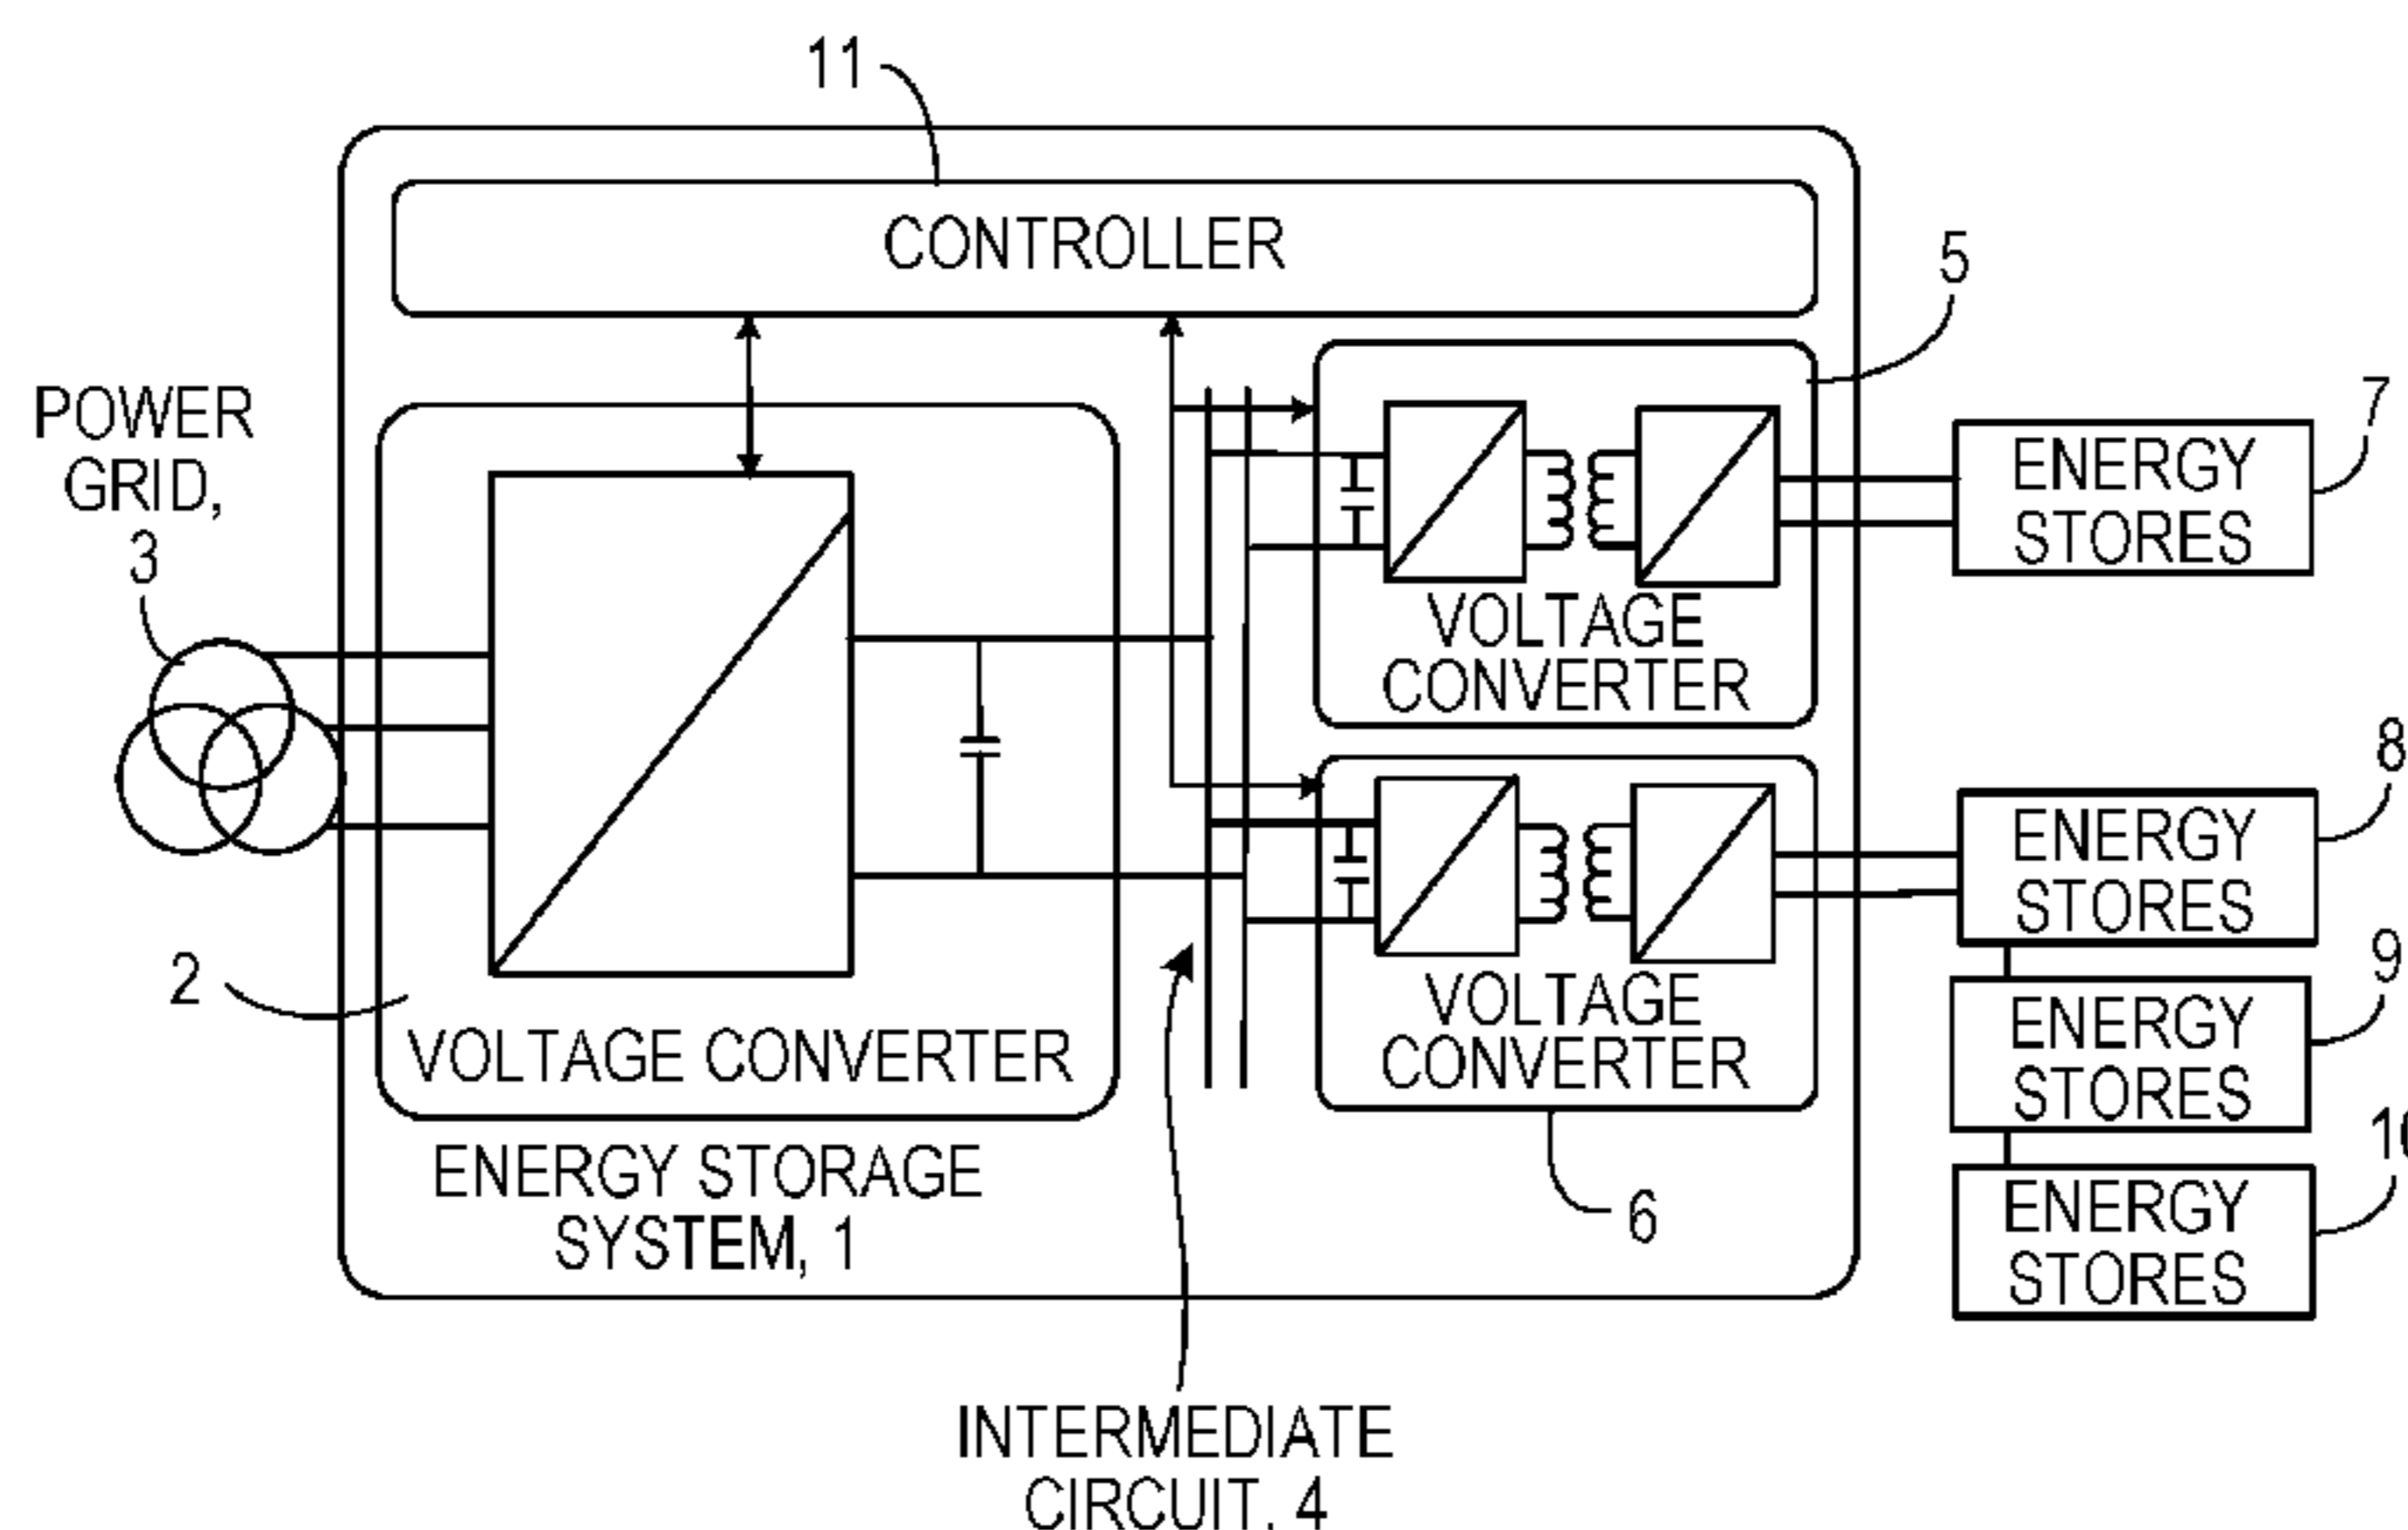 11
CONTROLLER
5
POWER
GRID,
3
7
ENERGY
STORES
VOLTAGE
CONVERTER
8
ENERGY
STORES
2
VOLTAGE CONVERTER
VOLTAGE
CONVERTER
9
ENERGY
STORES
ENERGY STORAGE
SYSTEM, 1
6
10
ENERGY
STORES
INTERMEDIATE
CIRCUIT, 4